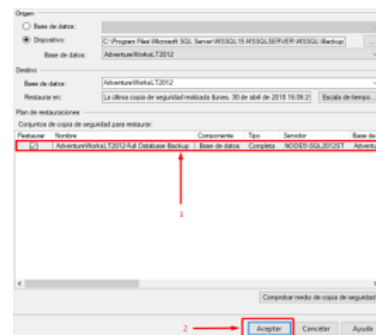 Origen
Base de datos:
Dispositivo: C:\Program Files\Microsoft SQL Server\MSSQL15.MSSQLSERVER\MSSQL\Backup\ ...
Base de datos: AdventureWorksLT2012
Destino
Base de datos: AdventureWorksLT2012
Restaurar en: La última copia de seguridad realizada (lunes, 30 de abril de 2018 16:06:2 Escala de tiempo...
Plan de restauraciones
Conjuntos de copia de seguridad para restaurar:
Restaurar Nombre Componente Tipo Servidor Base de
AdventureWorksLT2012-Full Database Backup Base de datos Completa NODE5\SQL2012ST Adventu
1
Comprobar medio de copia de seguridad
2 Aceptar Cancelar Ayuda